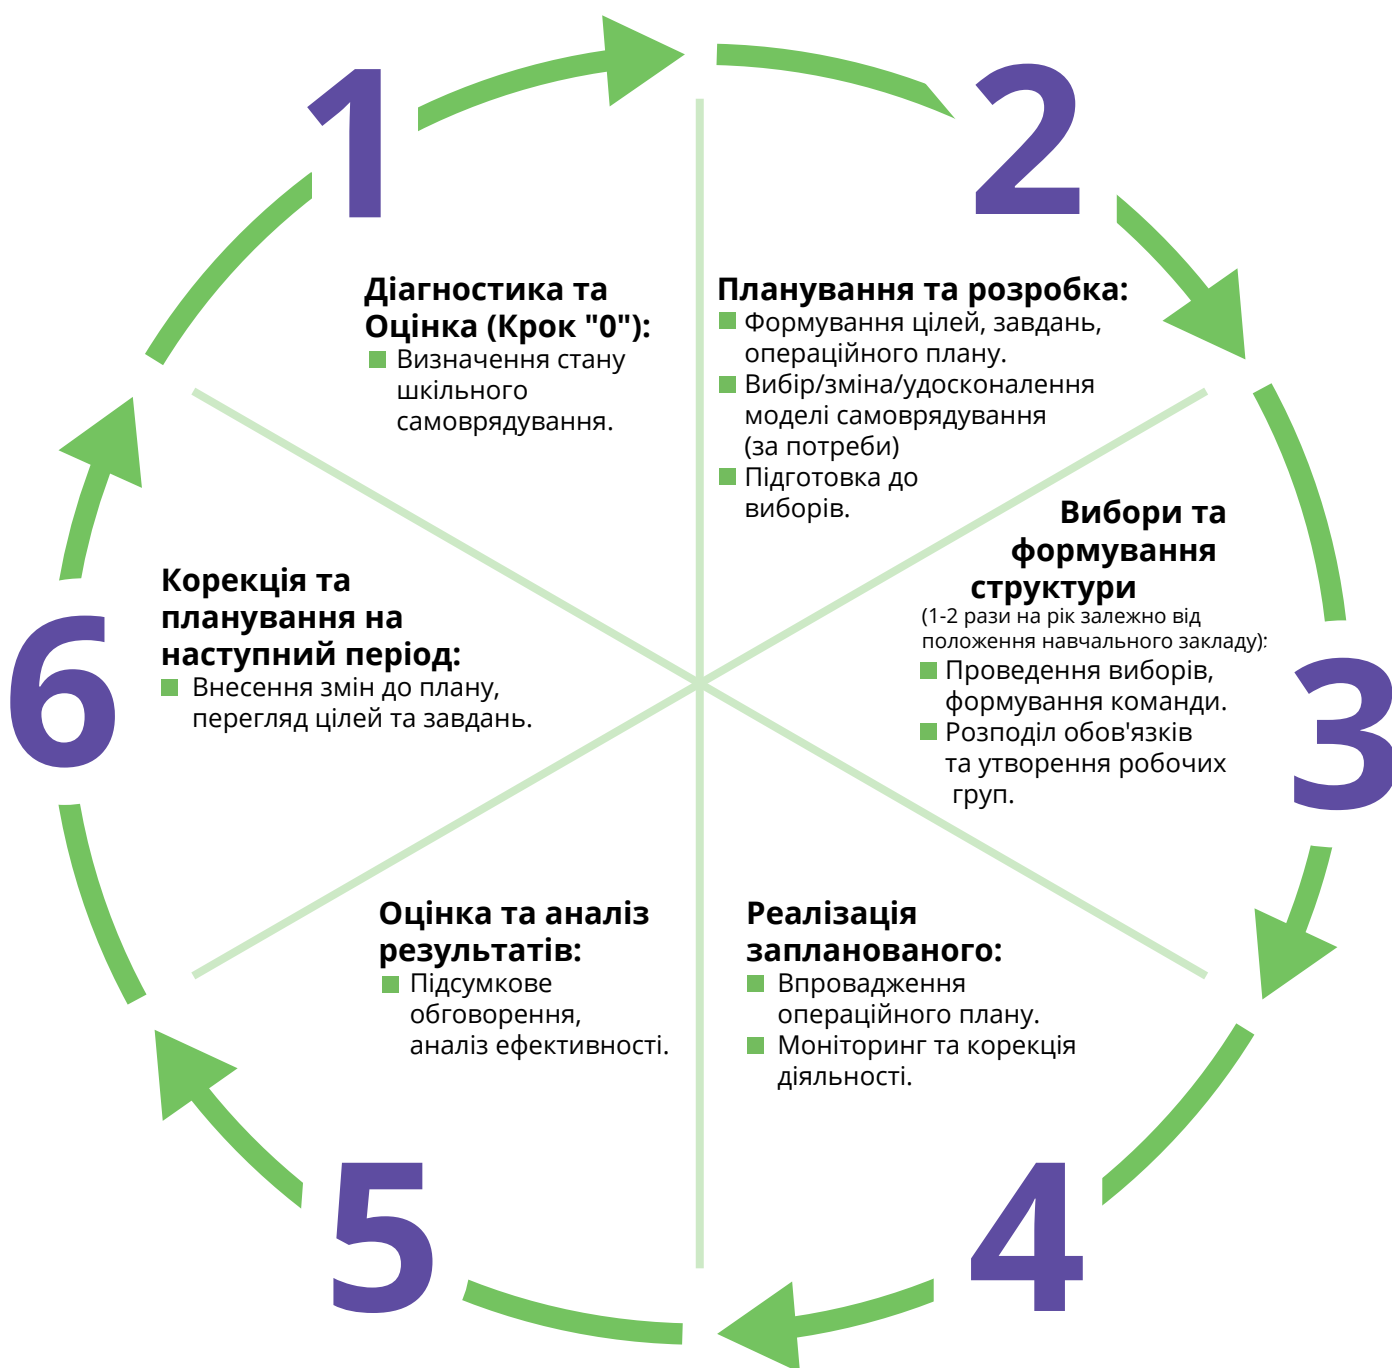 1
Діагностика та
Оцінка (Крок "0"):
Визначення стану
шкільного
самоврядування.
2
Планування та розробка:
Формування цілей, завдань,
операційного плану.
Вибір/зміна/удосконалення
моделі самоврядування
(за потреби)
Підготовка до
виборів.
3
Вибори та
формування
структури
(1-2 рази на рік залежно від
положення навчального закладу):
Проведення виборів,
формування команди.
Розподіл обов'язків
та утворення робочих
груп.
4
Реалізація
запланованого:
Впровадження
операційного плану.
Моніторинг та корекція
діяльності.
5
Оцінка та аналіз
результатів:
Підсумкове
обговорення,
аналіз ефективності.
6
Корекція та
планування на
наступний період:
Внесення змін до плану,
перегляд цілей та завдань.